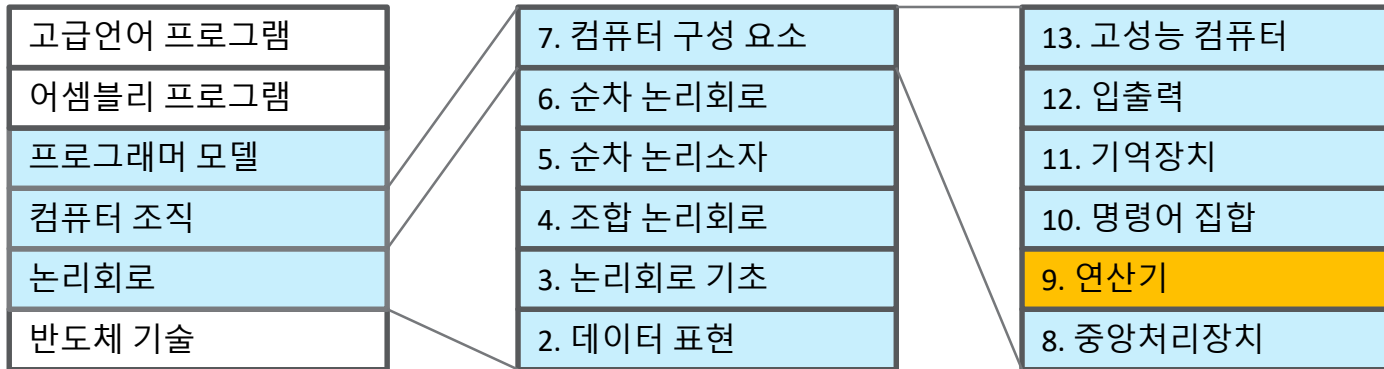 고급언어 프로그램
어셈블리 프로그램
프로그래머 모델
컴퓨터 조직
논리회로
반도체 기술
7. 컴퓨터 구성 요소
6. 순차 논리회로
5. 순차 논리소자
4. 조합 논리회로
3. 논리회로 기초
2. 데이터 표현
13. 고성능 컴퓨터
12. 입출력
11. 기억장치
10. 명령어 집합
9. 연산기
8. 중앙처리장치